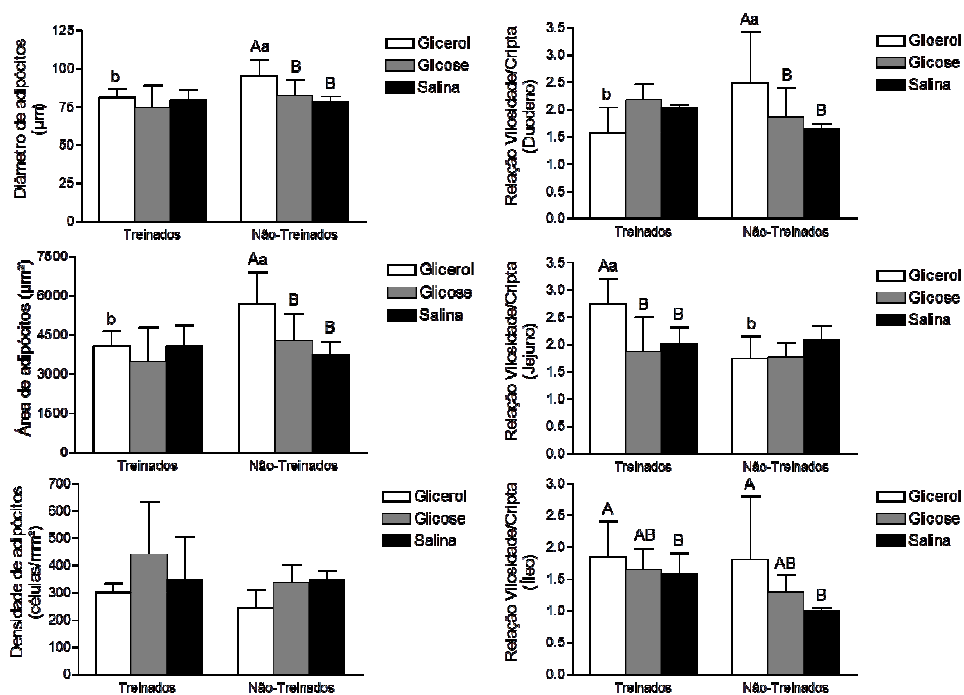 Diâmetro de adipócitos
(µm)
125
100
75
50
25
0
b
Aa
B
B
Treinados
Não-Treinados
Glicerol
Glicose
Salina
Relação Vilosidade/Cripta
(Duodeno)
3.5
3.0
2.5
2.0
1.5
1.0
0.5
0.0
b
Aa
B
B
Treinados
Não-Treinados
Glicerol
Glicose
Salina
Área de adipócitos (µm²)
7500
6000
4500
3000
1500
0
b
Aa
B
B
Treinados
Não-Treinados
Glicerol
Glicose
Salina
Relação Vilosidade/Cripta
(Jejuno)
3.5
3.0
2.5
2.0
1.5
1.0
0.5
0.0
Aa
B
B
b
Treinados
Não-Treinados
Glicerol
Glicose
Salina
Densidade de adipócitos
(células/mm²)
700
600
500
400
300
200
100
0
Treinados
Não-Treinados
Glicerol
Glicose
Salina
Relação Vilosidade/Cripta
(Íleo)
3.0
2.5
2.0
1.5
1.0
0.5
0.0
A
AB
B
A
AB
B
Treinados
Não-Treinados
Glicerol
Glicose
Salina